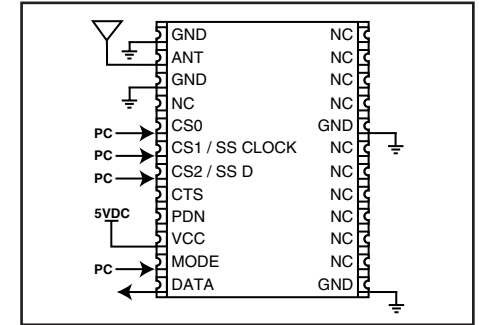 GND NC
ANT NC
GND NC
NC NC
PC CS0 GND
PC CS1 / SS CLOCK NC
PC CS2 / SS D NC
CTS NC
5VDC PDN NC
VCC NC
PC MODE NC
DATA GND